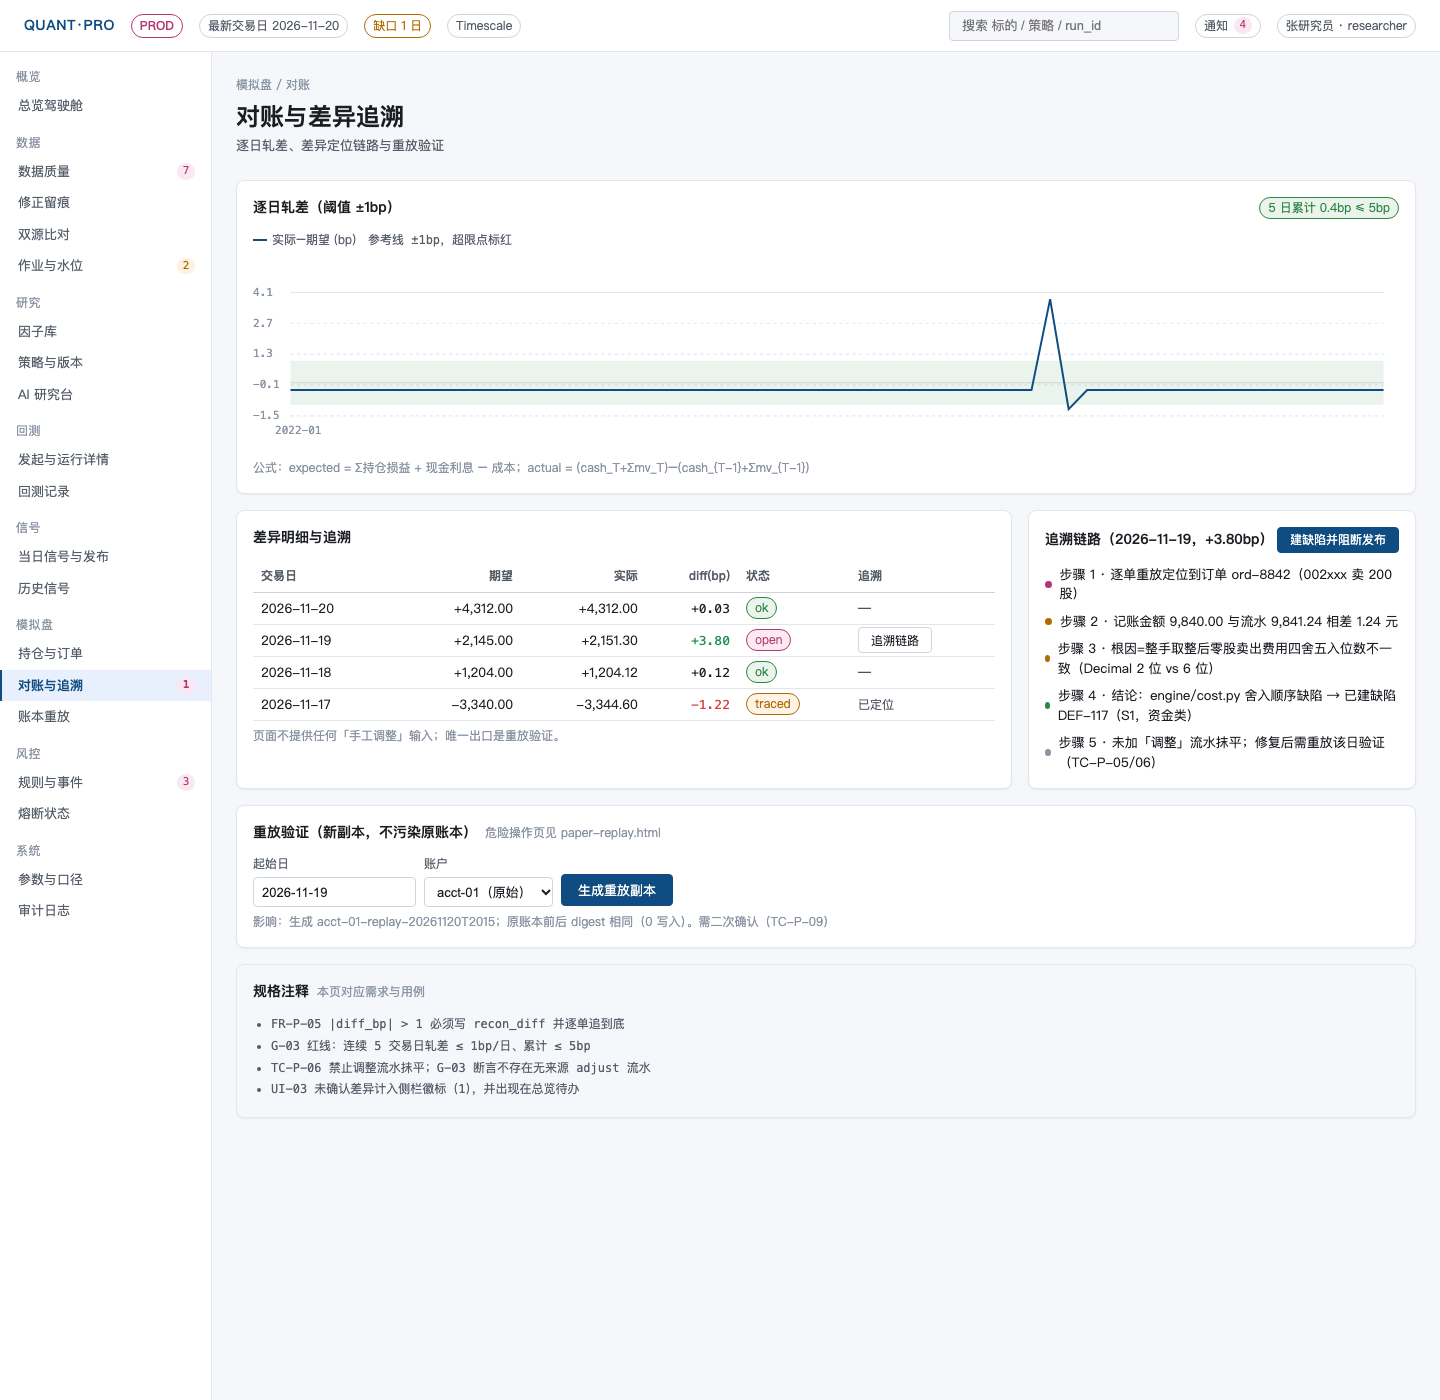 QUANT·PRO PROD 最新交易日 2026-11-20 缺口 1 日 Timescale 搜索 标的 / 策略 / run_id 通知 4 张研究员 · researcher
概览
总览驾驶舱
数据
数据质量 7
修正留痕
双源比对
作业与水位 2
研究
因子库
策略与版本
AI 研究台
回测
发起与运行详情
回测记录
信号
当日信号与发布
历史信号
模拟盘
持仓与订单
对账与追溯 1
账本重放
风控
规则与事件 3
熔断状态
系统
参数与口径
审计日志
模拟盘 / 对账
对账与差异追溯
逐日轧差、差异定位链路与重放验证
逐日轧差（阈值 ±1bp） 5 日累计 0.4bp ≤ 5bp
实际−期望 (bp) 参考线 ±1bp，超限点标红
4.1
2.7
1.3
−0.1
−1.5
2022-01
公式：expected = Σ持仓损益 + 现金利息 − 成本；actual = (cash_T+Σmv_T)−(cash_{T-1}+Σmv_{T-1})
差异明细与追溯
交易日 期望 实际 diff(bp) 状态 追溯
2026-11-20 +4,312.00 +4,312.00 +0.03 ok —
2026-11-19 +2,145.00 +2,151.30 +3.80 open 追溯链路
2026-11-18 +1,204.00 +1,204.12 +0.12 ok —
2026-11-17 −3,340.00 −3,344.60 −1.22 traced 已定位
页面不提供任何「手工调整」输入；唯一出口是重放验证。
追溯链路（2026-11-19，+3.80bp） 建缺陷并阻断发布
步骤 1 · 逐单重放定位到订单 ord-8842（002xxx 卖 200
股）
步骤 2 · 记账金额 9,840.00 与流水 9,841.24 相差 1.24 元
步骤 3 · 根因=整手取整后零股卖出费用四舍五入位数不一
致（Decimal 2 位 vs 6 位）
步骤 4 · 结论：engine/cost.py 舍入顺序缺陷 → 已建缺陷
DEF-117（S1，资金类）
步骤 5 · 未加「调整」流水抹平；修复后需重放该日验证
（TC-P-05/06）
重放验证（新副本，不污染原账本） 危险操作页见 paper-replay.html
起始日 账户
2026-11-19 acct-01（原始） 生成重放副本
影响：生成 acct-01-replay-20261120T2015；原账本前后 digest 相同（0 写入）。需二次确认（TC-P-09）
规格注释 本页对应需求与用例
• FR-P-05 |diff_bp| > 1 必须写 recon_diff 并逐单追到底
• G-03 红线：连续 5 交易日轧差 ≤ 1bp/日、累计 ≤ 5bp
• TC-P-06 禁止调整流水抹平；G-03 断言不存在无来源 adjust 流水
• UI-03 未确认差异计入侧栏徽标（1），并出现在总览待办